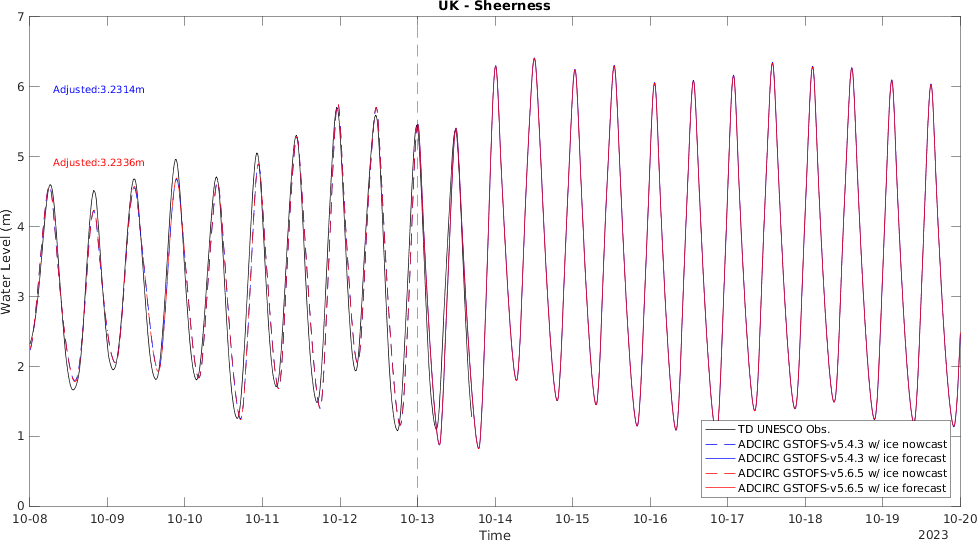 UK - Sheerness
7
6
5
4
3
2
1
0
Water Level (m)
Adjusted:3.2314m
Adjusted:3.2336m
TD UNESCO Obs.
ADCIRC GSTOFS-v5.4.3 w/ ice nowcast
ADCIRC GSTOFS-v5.4.3 w/ ice forecast
ADCIRC GSTOFS-v5.6.5 w/ ice nowcast
ADCIRC GSTOFS-v5.6.5 w/ ice forecast
10-08 10-09 10-10 10-11 10-12 10-13 10-14 10-15 10-16 10-17 10-18 10-19 10-20
Time
2023